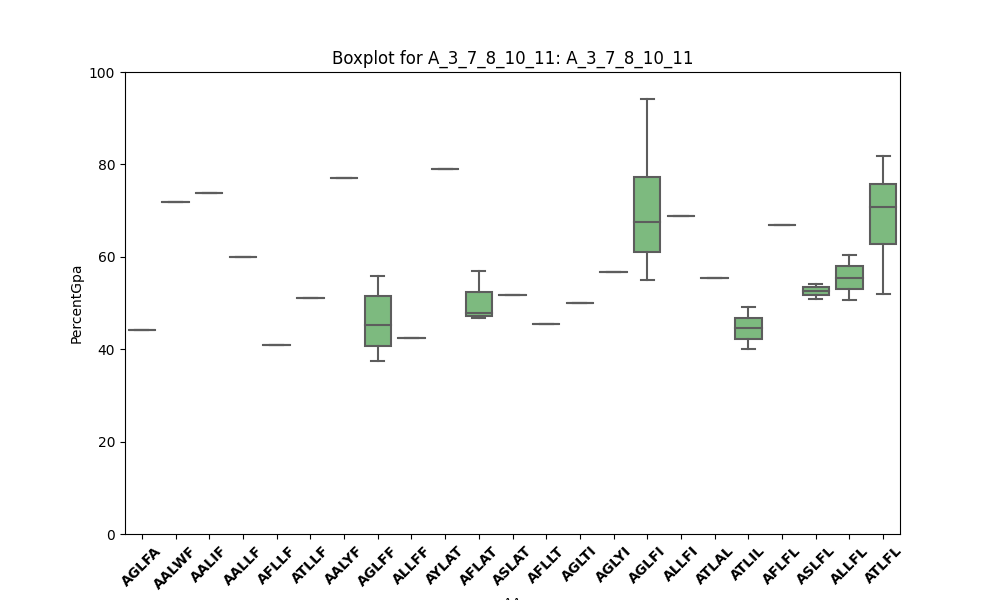 Boxplot for A_3_7_8_10_11: A_3_7_8_10_11
100
80
60
40
20
0
PercentGpa
AGLFA
AALWF
AALIF
AALLF
AFLLF
ATLLF
AALYF
AGLFF
ALLFF
AYLAT
AFLAT
ASLAT
AFLLT
AGLTI
AGLYI
AGLFI
ALLFI
ATLAL
ATLIL
AFLFL
ASLFL
ALLFL
ATLFL